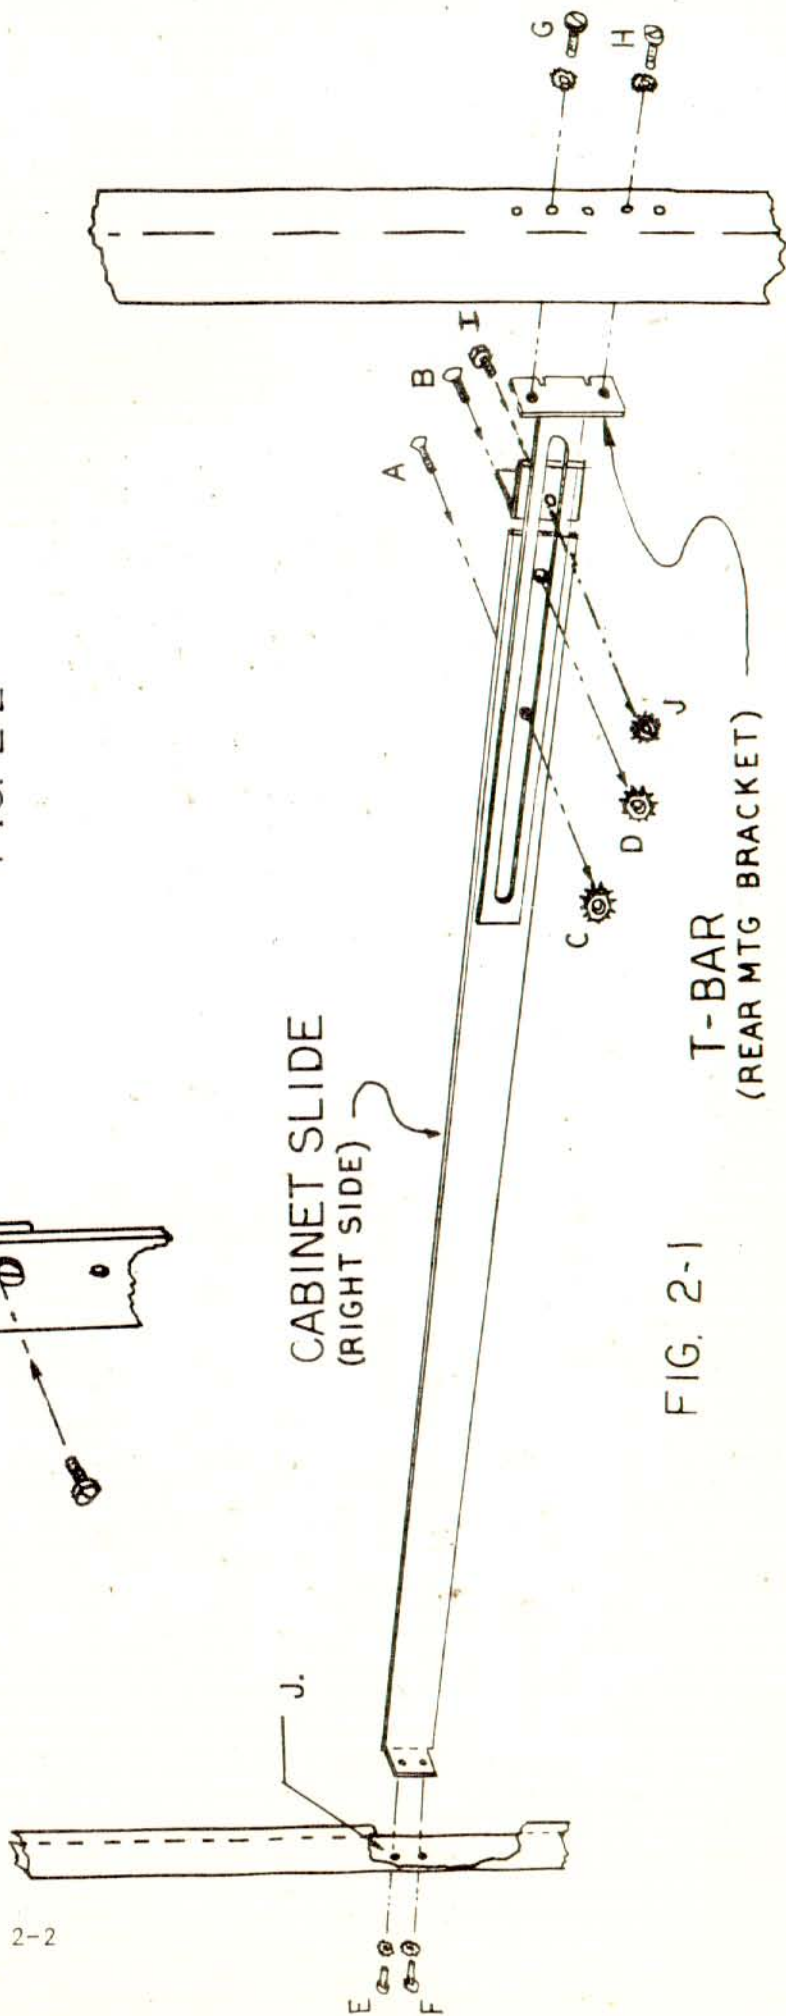 G
H
I
B
A
J
D
C
T-BAR
(REAR MTG BRACKET)
CABINET SLIDE
(RIGHT SIDE)
FIG. 2-1
J.
2-2
E
F